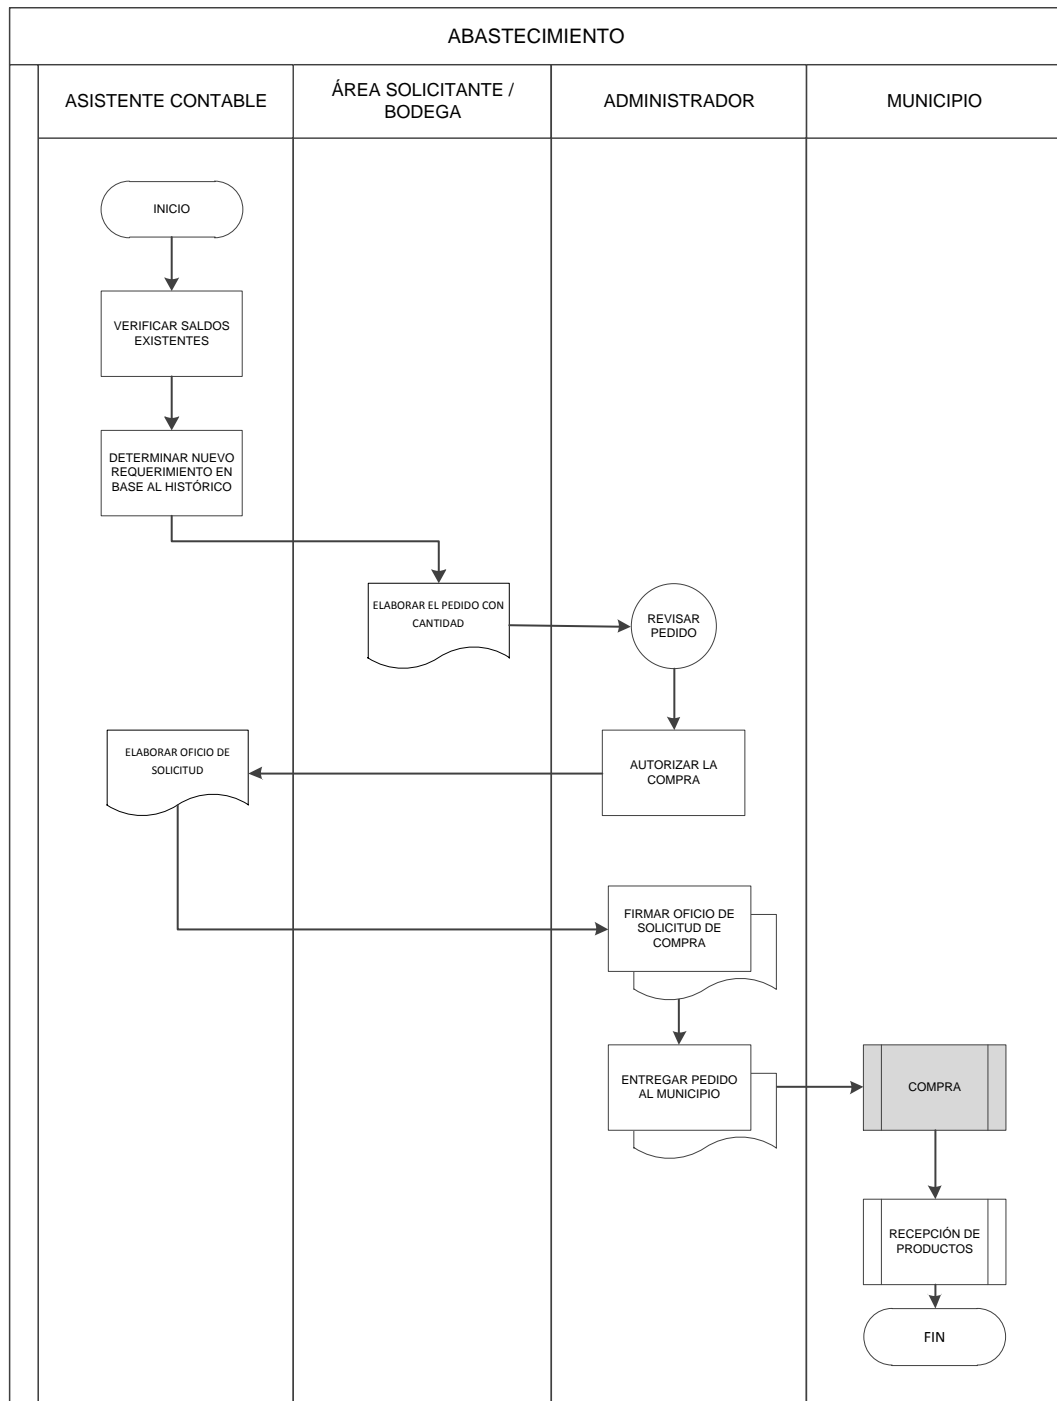 ABASTECIMIENTO
ASISTENTE CONTABLE
ÁREA SOLICITANTE /
BODEGA
ADMINISTRADOR
MUNICIPIO
INICIO
VERIFICAR SALDOS
EXISTENTES
DETERMINAR NUEVO
REQUERIMIENTO EN
BASE AL HISTÓRICO
ELABORAR EL PEDIDO CON
CANTIDAD
REVISAR
PEDIDO
AUTORIZAR LA
COMPRA
ELABORAR OFICIO DE
SOLICITUD
FIRMAR OFICIO DE
SOLICITUD DE
COMPRA
ENTREGAR PEDIDO
AL MUNICIPIO
COMPRA
RECEPCIÓN DE
PRODUCTOS
FIN